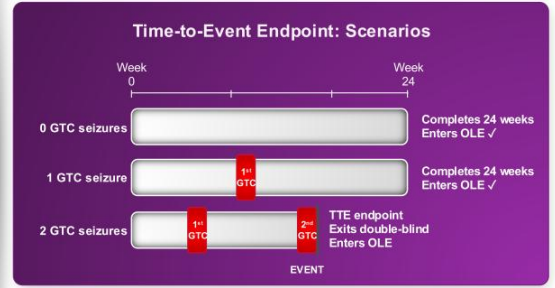 Time-to-Event Endpoint: Scenarios
Week
0
Week
24
0 GTC seizures
Completes 24 weeks
Enters OLE ✓
1 GTC seizure
1st
GTC
Completes 24 weeks
Enters OLE ✓
2 GTC seizures
1st
GTC
2nd
GTC
TTE endpoint
Exits double-blind
Enters OLE
EVENT